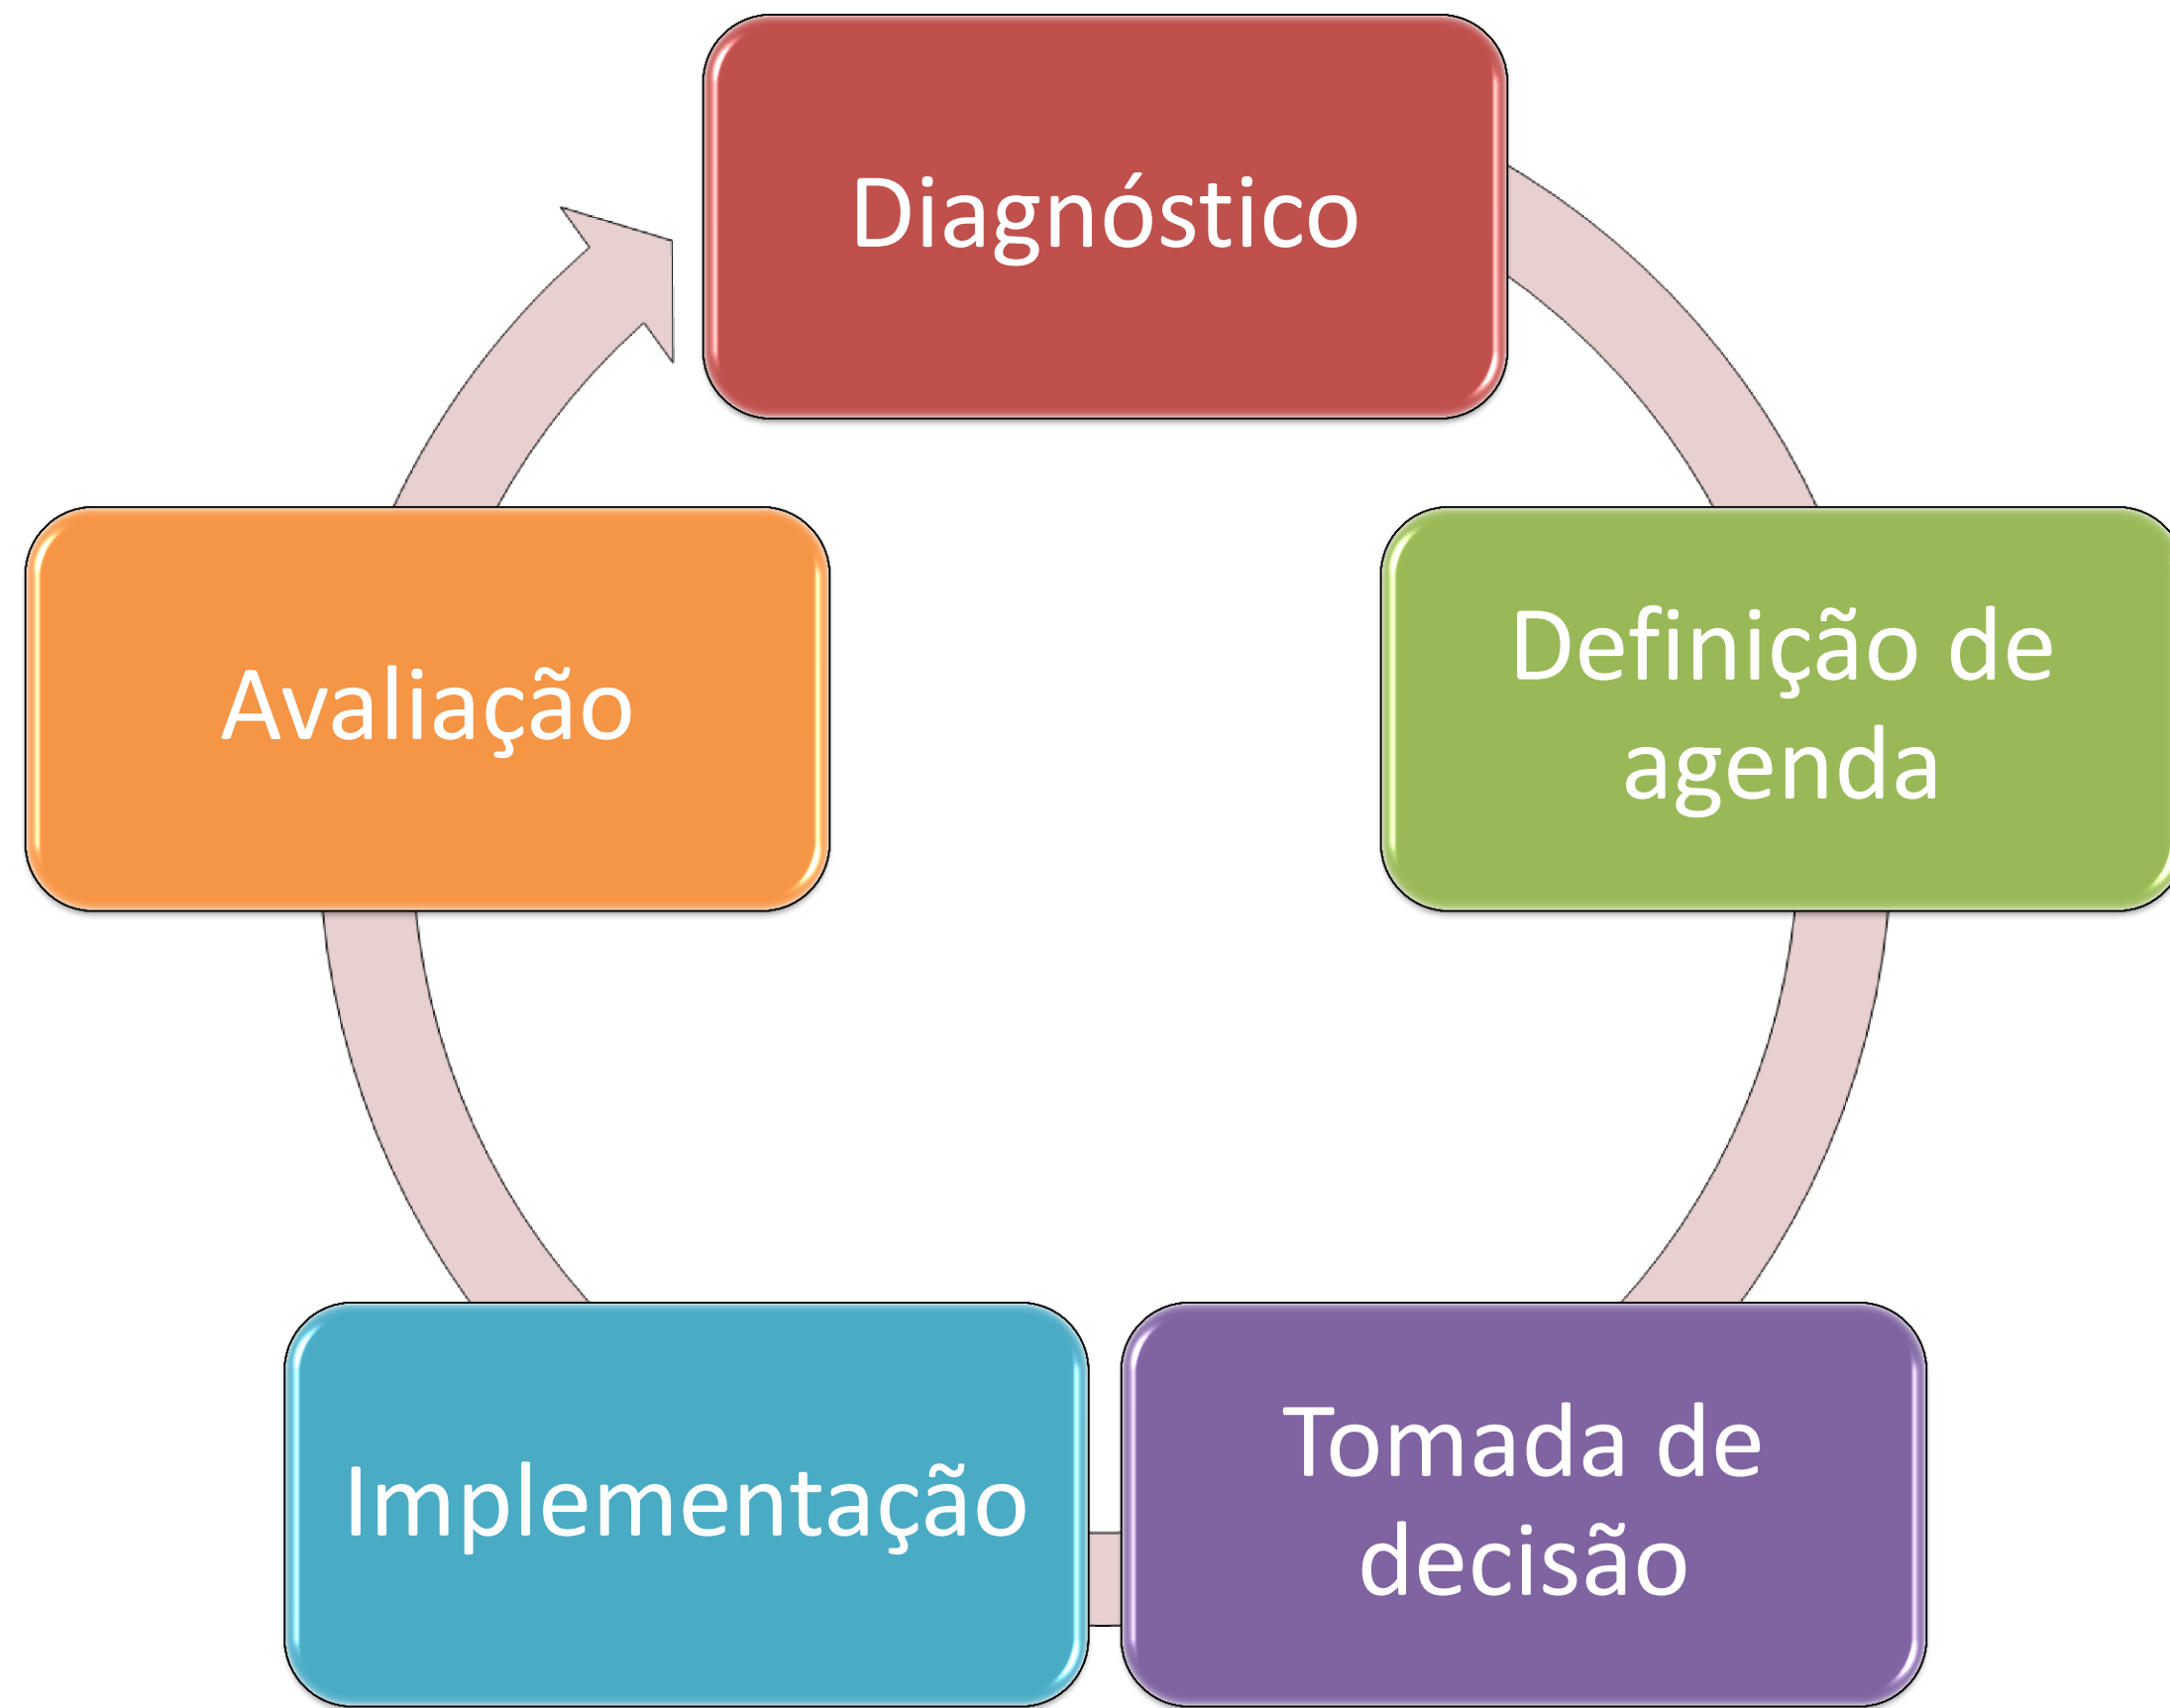 Diagnóstico
Definição de
agenda
Tomada de
decisão
Implementação
Avaliação